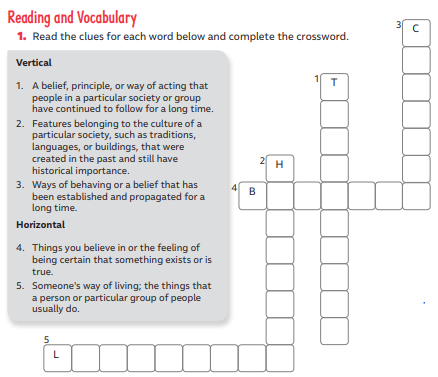 Reading and Vocabulary
1. Read the clues for each word below and complete the crossword.
Vertical
1. A belief, principle, or way of acting that
people in a particular society or group
have continued to follow for a long time.
2. Features belonging to the culture of a
particular society, such as traditions,
languages, or buildings, that were
created in the past and still have
historical importance.
3. Ways of behaving or a belief that has
been established and propagated for a
long time.
Horizontal
4. Things you believe in or the feeling of
being certain that something exists or is
true.
5. Someone's way of living; the things that
a person or particular group of people
usually do.
3 C
1 T
2 H
4 B
5
L